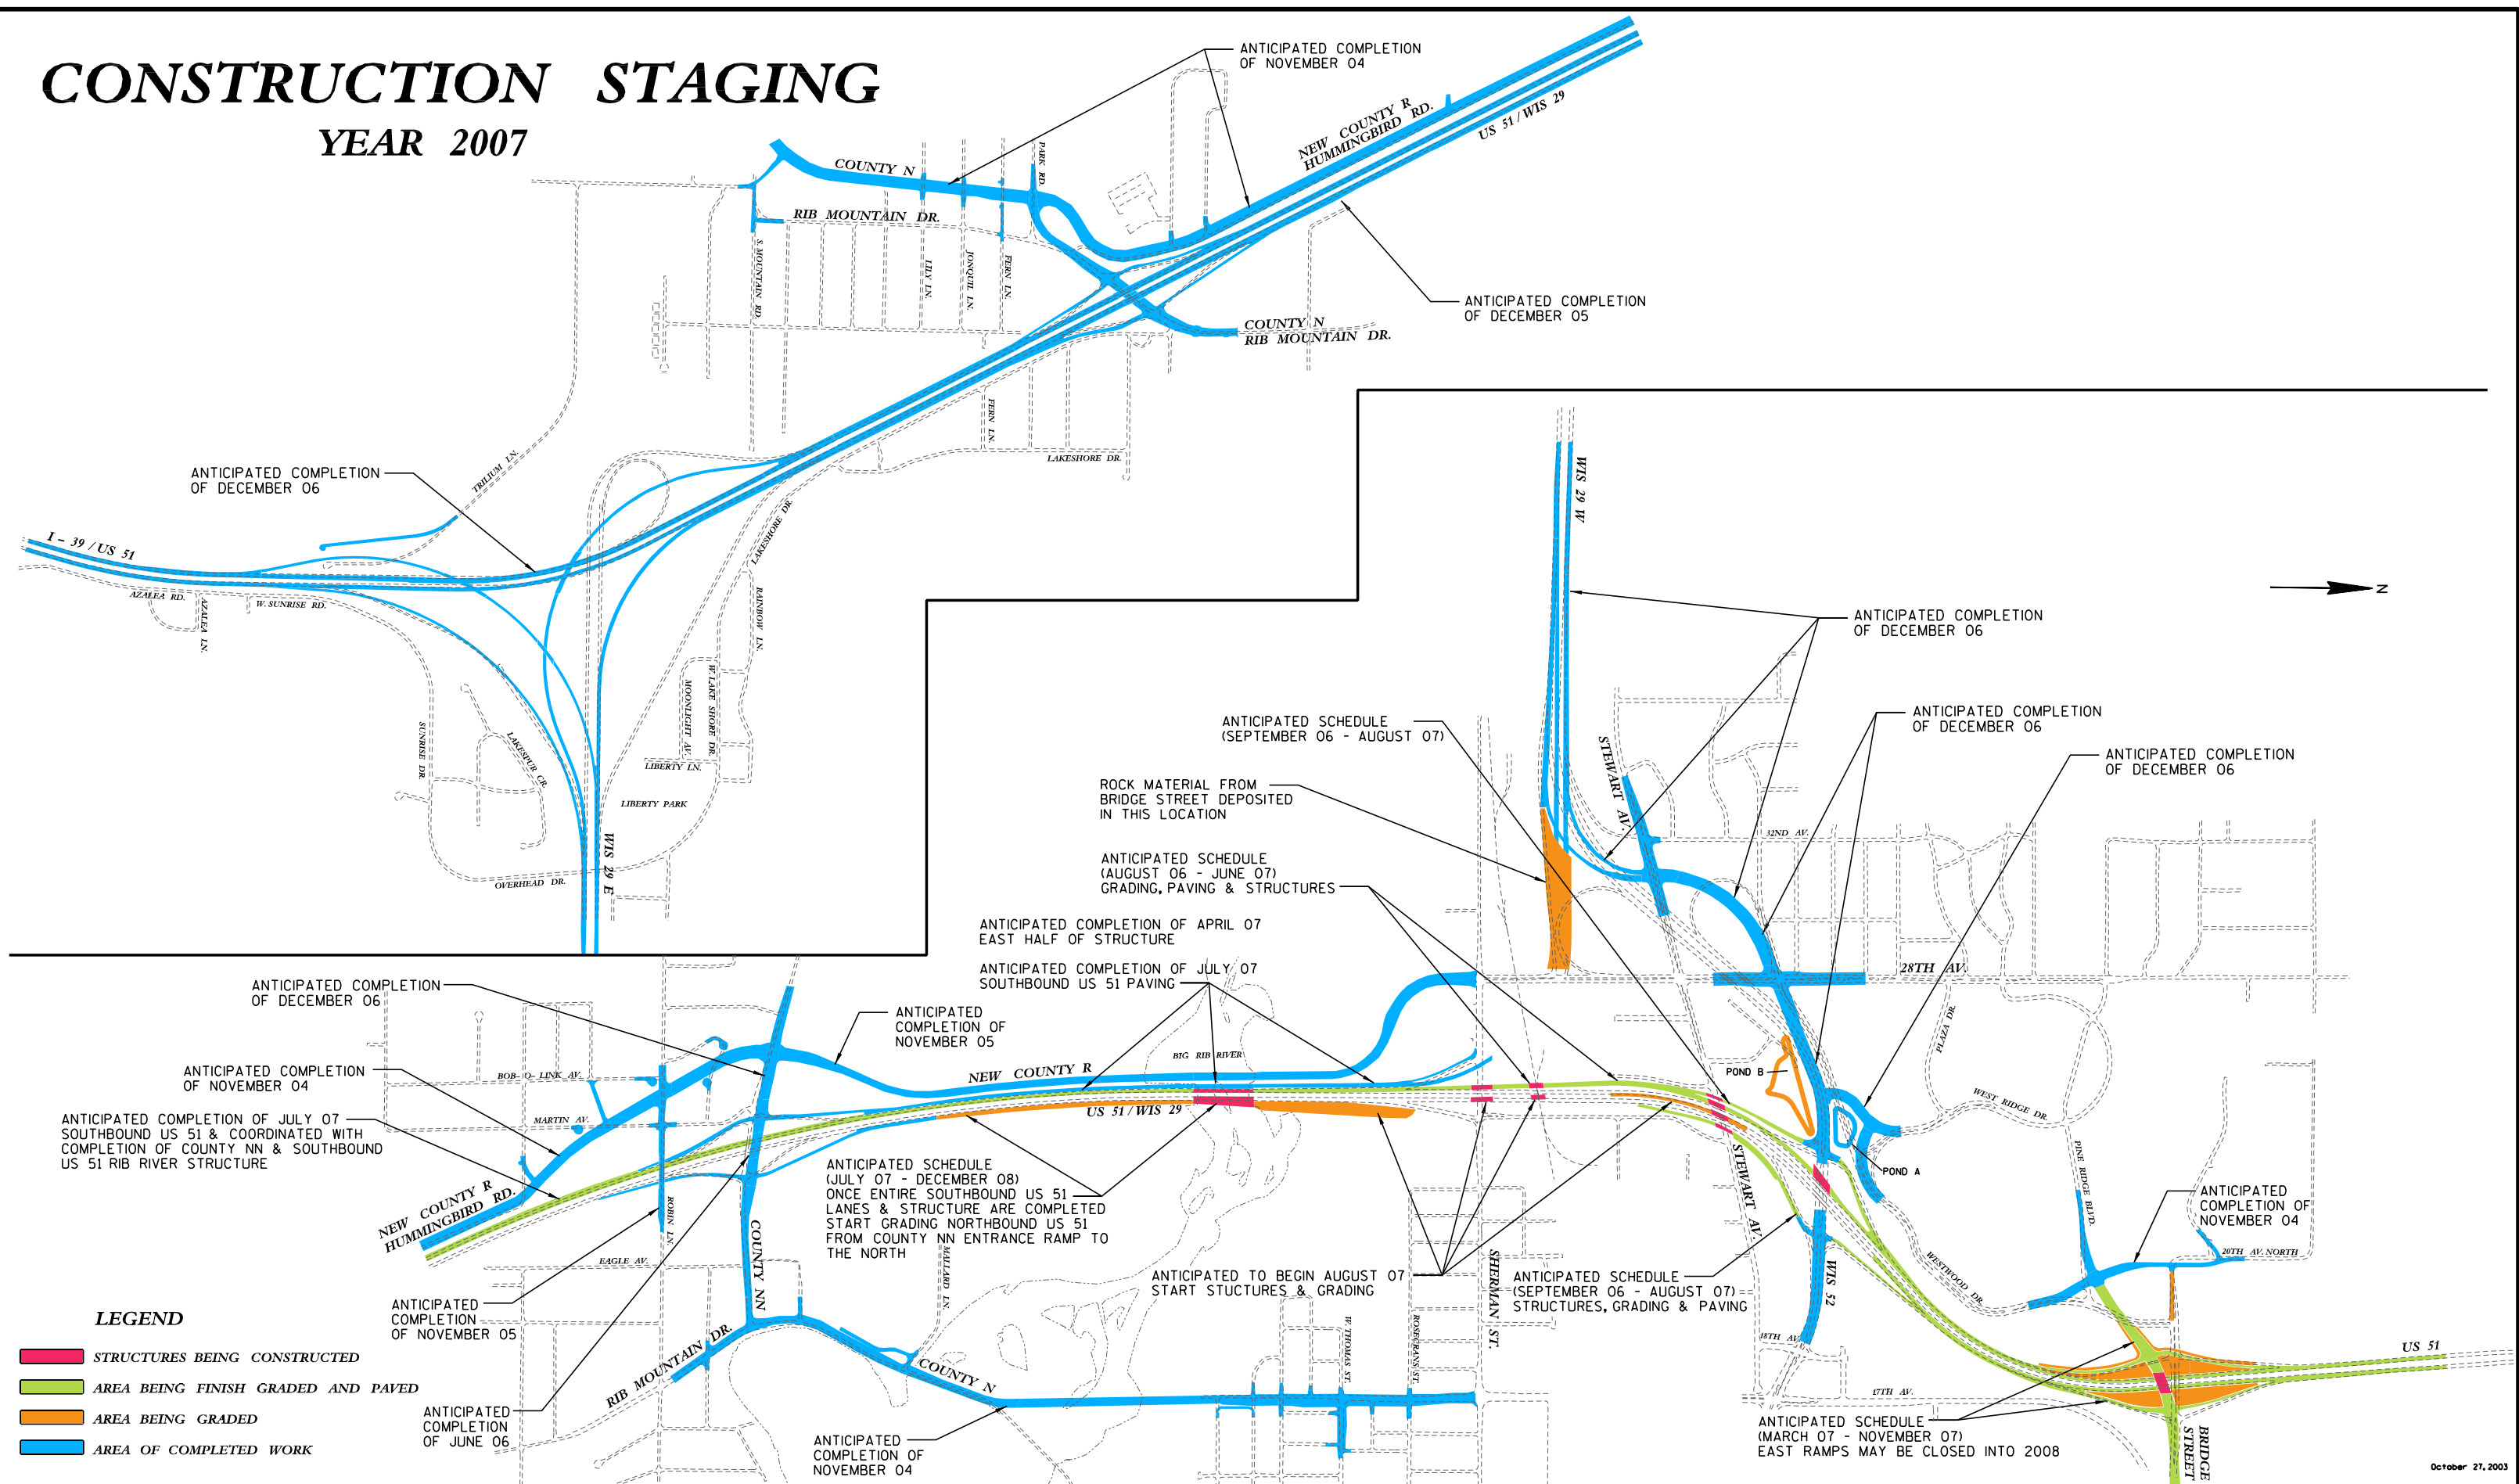 CONSTRUCTION STAGING
YEAR 2007
ANTICIPATED COMPLETION
OF NOVEMBER 04
NEW COUNTY R
HUMMINGBIRD RD.
US 51 / WIS 29
COUNTY N
PARK RD.
RIB MOUNTAIN DR.
S. MOUNTAIN RD.
LILY LN.
JONQUIL LN.
FERN LN.
ANTICIPATED COMPLETION
OF DECEMBER 05
COUNTY N
RIB MOUNTAIN DR.
FERN LN.
LAKESHORE DR.
TRILIUM LN.
ANTICIPATED COMPLETION
OF DECEMBER 06
LAKESHORE DR.
I - 39 / US 51
AZALEA RD.
AZALEA LN.
W. SUNRISE RD.
RAINBOW LN.
W. LAKE SHORE DR.
MOONLIGHT AV.
SUNRISE DR.
LAKESPUR CR.
LIBERTY LN.
LIBERTY PARK
WIS 29 E
OVERHEAD DR.
WIS 29 W
N
ANTICIPATED COMPLETION
OF DECEMBER 06
ANTICIPATED COMPLETION
OF DECEMBER 06
ANTICIPATED COMPLETION
OF DECEMBER 06
ANTICIPATED SCHEDULE
(SEPTEMBER 06 - AUGUST 07)
STEWART AV.
ROCK MATERIAL FROM
BRIDGE STREET DEPOSITED
IN THIS LOCATION
32ND AV.
ANTICIPATED SCHEDULE
(AUGUST 06 - JUNE 07)
GRADING, PAVING & STRUCTURES
ANTICIPATED COMPLETION OF APRIL 07
EAST HALF OF STRUCTURE
ANTICIPATED COMPLETION OF JULY 07
SOUTHBOUND US 51 PAVING
28TH AV.
ANTICIPATED COMPLETION
OF DECEMBER 06
ANTICIPATED
COMPLETION OF
NOVEMBER 05
PLAZA DR.
BIG RIB RIVER
NEW COUNTY R
ANTICIPATED COMPLETION
OF NOVEMBER 04
BOB- O - LINK AV.
POND B
WEST RIDGE DR.
US 51 / WIS 29
MARTIN AV.
ANTICIPATED COMPLETION OF JULY 07
SOUTHBOUND US 51 & COORDINATED WITH
COMPLETION OF COUNTY NN & SOUTHBOUND
US 51 RIB RIVER STRUCTURE
PINE RIDGE BLVD.
POND A
STEWART AV.
ANTICIPATED SCHEDULE
(JULY 07 - DECEMBER 08)
ONCE ENTIRE SOUTHBOUND US 51
LANES & STRUCTURE ARE COMPLETED
START GRADING NORTHBOUND US 51
FROM COUNTY NN ENTRANCE RAMP TO
THE NORTH
ANTICIPATED
COMPLETION OF
NOVEMBER 04
NEW COUNTY R
HUMMINGBIRD RD.
ROBIN LN.
COUNTY NN
EAGLE AV.
MALLARD LN.
20TH AV. NORTH
WESTWOOD DR.
SHERMAN ST.
WIS 52
ANTICIPATED TO BEGIN AUGUST 07
START STUCTURES & GRADING
ANTICIPATED SCHEDULE
(SEPTEMBER 06 - AUGUST 07)
STRUCTURES, GRADING & PAVING
ANTICIPATED
COMPLETION
OF NOVEMBER 05
W. THOMAS ST.
ROSECRANS ST.
18TH AV.
RIB MOUNTAIN DR.
COUNTY N
US 51
17TH AV.
LEGEND
STRUCTURES BEING CONSTRUCTED
AREA BEING FINISH GRADED AND PAVED
AREA BEING GRADED
AREA OF COMPLETED WORK
ANTICIPATED
COMPLETION
OF JUNE 06
ANTICIPATED
COMPLETION OF
NOVEMBER 04
ANTICIPATED SCHEDULE
(MARCH 07 - NOVEMBER 07)
EAST RAMPS MAY BE CLOSED INTO 2008
BRIDGE
STREET
October 27, 2003